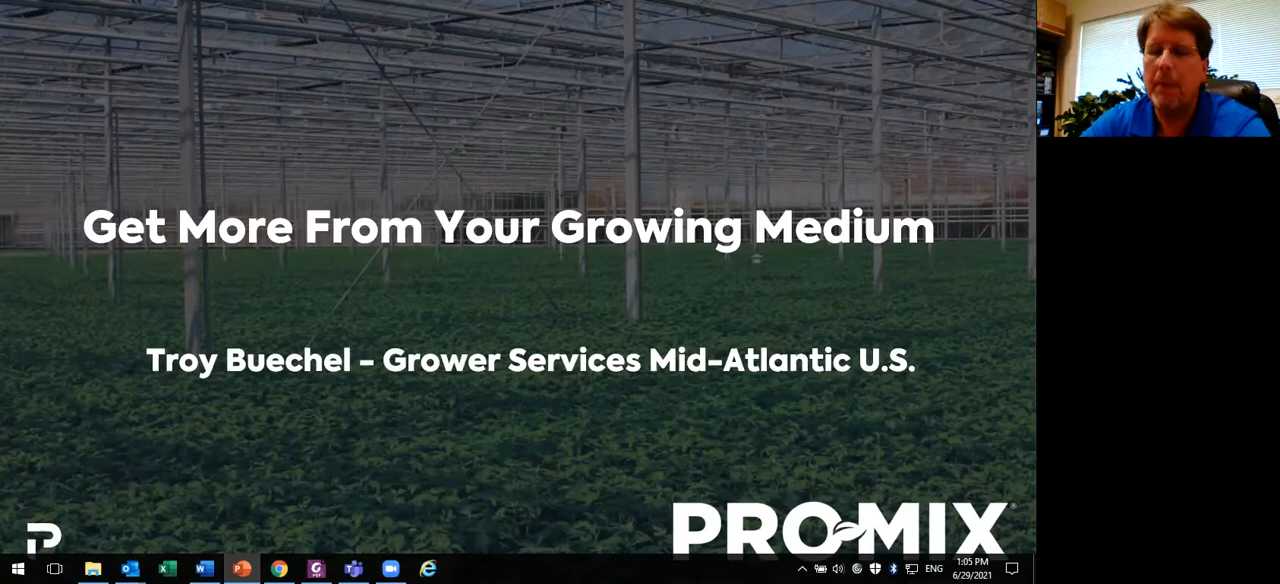 Get More From Your Growing Medium
Troy Buechel - Grower Services Mid-Atlantic U.S.
PRO-MIX®
ENG
1:05 PM
6/29/2021